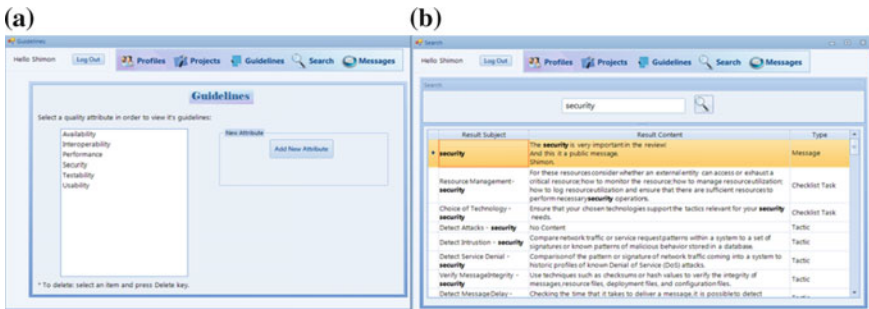 (a)
Guidelines
Hello Shimon
Log Out
Profiles
Projects
Guidelines
Search
Messages
Guidelines
Select a quality attribute in order to view it's guidelines:
Availability
Interoperability
Performance
Security
Testability
Usability
New Attribute
Add New Attribute
* To delete: select an item and press Delete key.
(b)
Search
Hello Shimon
Log Out
Profiles
Projects
Guidelines
Search
Messages
Search
security
Result Subject
Result Content
Type
security
The security is very important in the review!
And this it a public message.
Shimon.
Message
Resource Management-
security
For these resources consider whether an external entity can access or exhaust a
critical resource; how to monitor the resource; how to manage resource utilization;
how to log resource utilization and ensure that there are sufficient resources to
perform necessary security operations.
Checklist Task
Choice of Technology -
security
Ensure that your chosen technologies support the tactics relevant for your security
needs.
Checklist Task
Detect Attacks - security
No Content
Tactic
Detect Intrustion - security
Compare network traffic or service request patterns within a system to a set of
signatures or known patterns of malicious behavior stored in a database.
Tactic
Detect Service Denial -
security
Comparison of the pattern or signature of network traffic coming into a system to
historic profiles of known Denial of Service (DoS) attacks.
Tactic
Verify MessageIntegrity -
security
Use techniques such as checksums or hash values to verify the integrity of
messages, resource files, deployment files, and configuration files.
Tactic
Detect MessageDelay -
Checking the time that it takes to deliver a message, it is possible to detect
Tactic